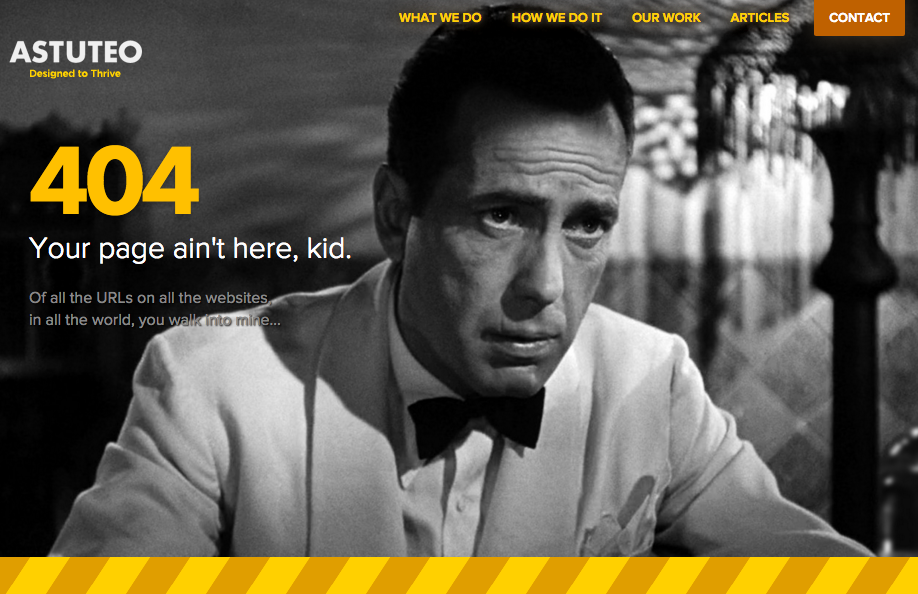 WHAT WE DO HOW WE DO IT OUR WORK ARTICLES CONTACT
ASTUTEO
Designed to Thrive
404
Your page ain't here, kid.
Of all the URLs on all the websites,
in all the world, you walk into mine...